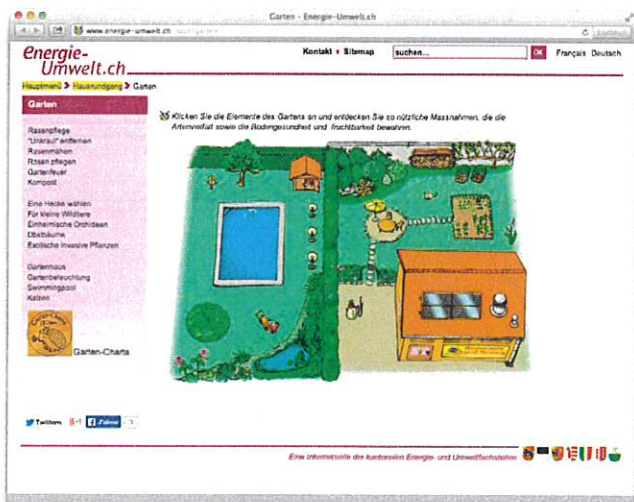 Garten - Energie-Umwelt.ch
www.energie-umwelt.ch
energie-
Umwelt.ch
Kontakt Sitemap
suchen...
OK
Français Deutsch
Hauptmenü > Hausrundgang > Garten
Garten
Klicken Sie die Elemente des Gartens an und entdecken Sie so nützliche Massnahmen, die die
Artenvielfalt sowie die Bodengesundheit und fruchtbarkeit bewahren.
Rasenpflege
"Unkraut" entfernen
Rasenmähen
Rosen pflegen
Gartenfeuer
Kompost
Eine Hecke wählen
Für kleine Wildtiere
Einheimische Orchideen
Obstbäume
Exotische invasive Pflanzen
Gartenhaus
Gartenbeleuchtung
Swimmingpool
Katzen
Garten-Charta
Twittern
J'aime
Eine Internetseite der kantonalen Energie- und Umweltfachstellen